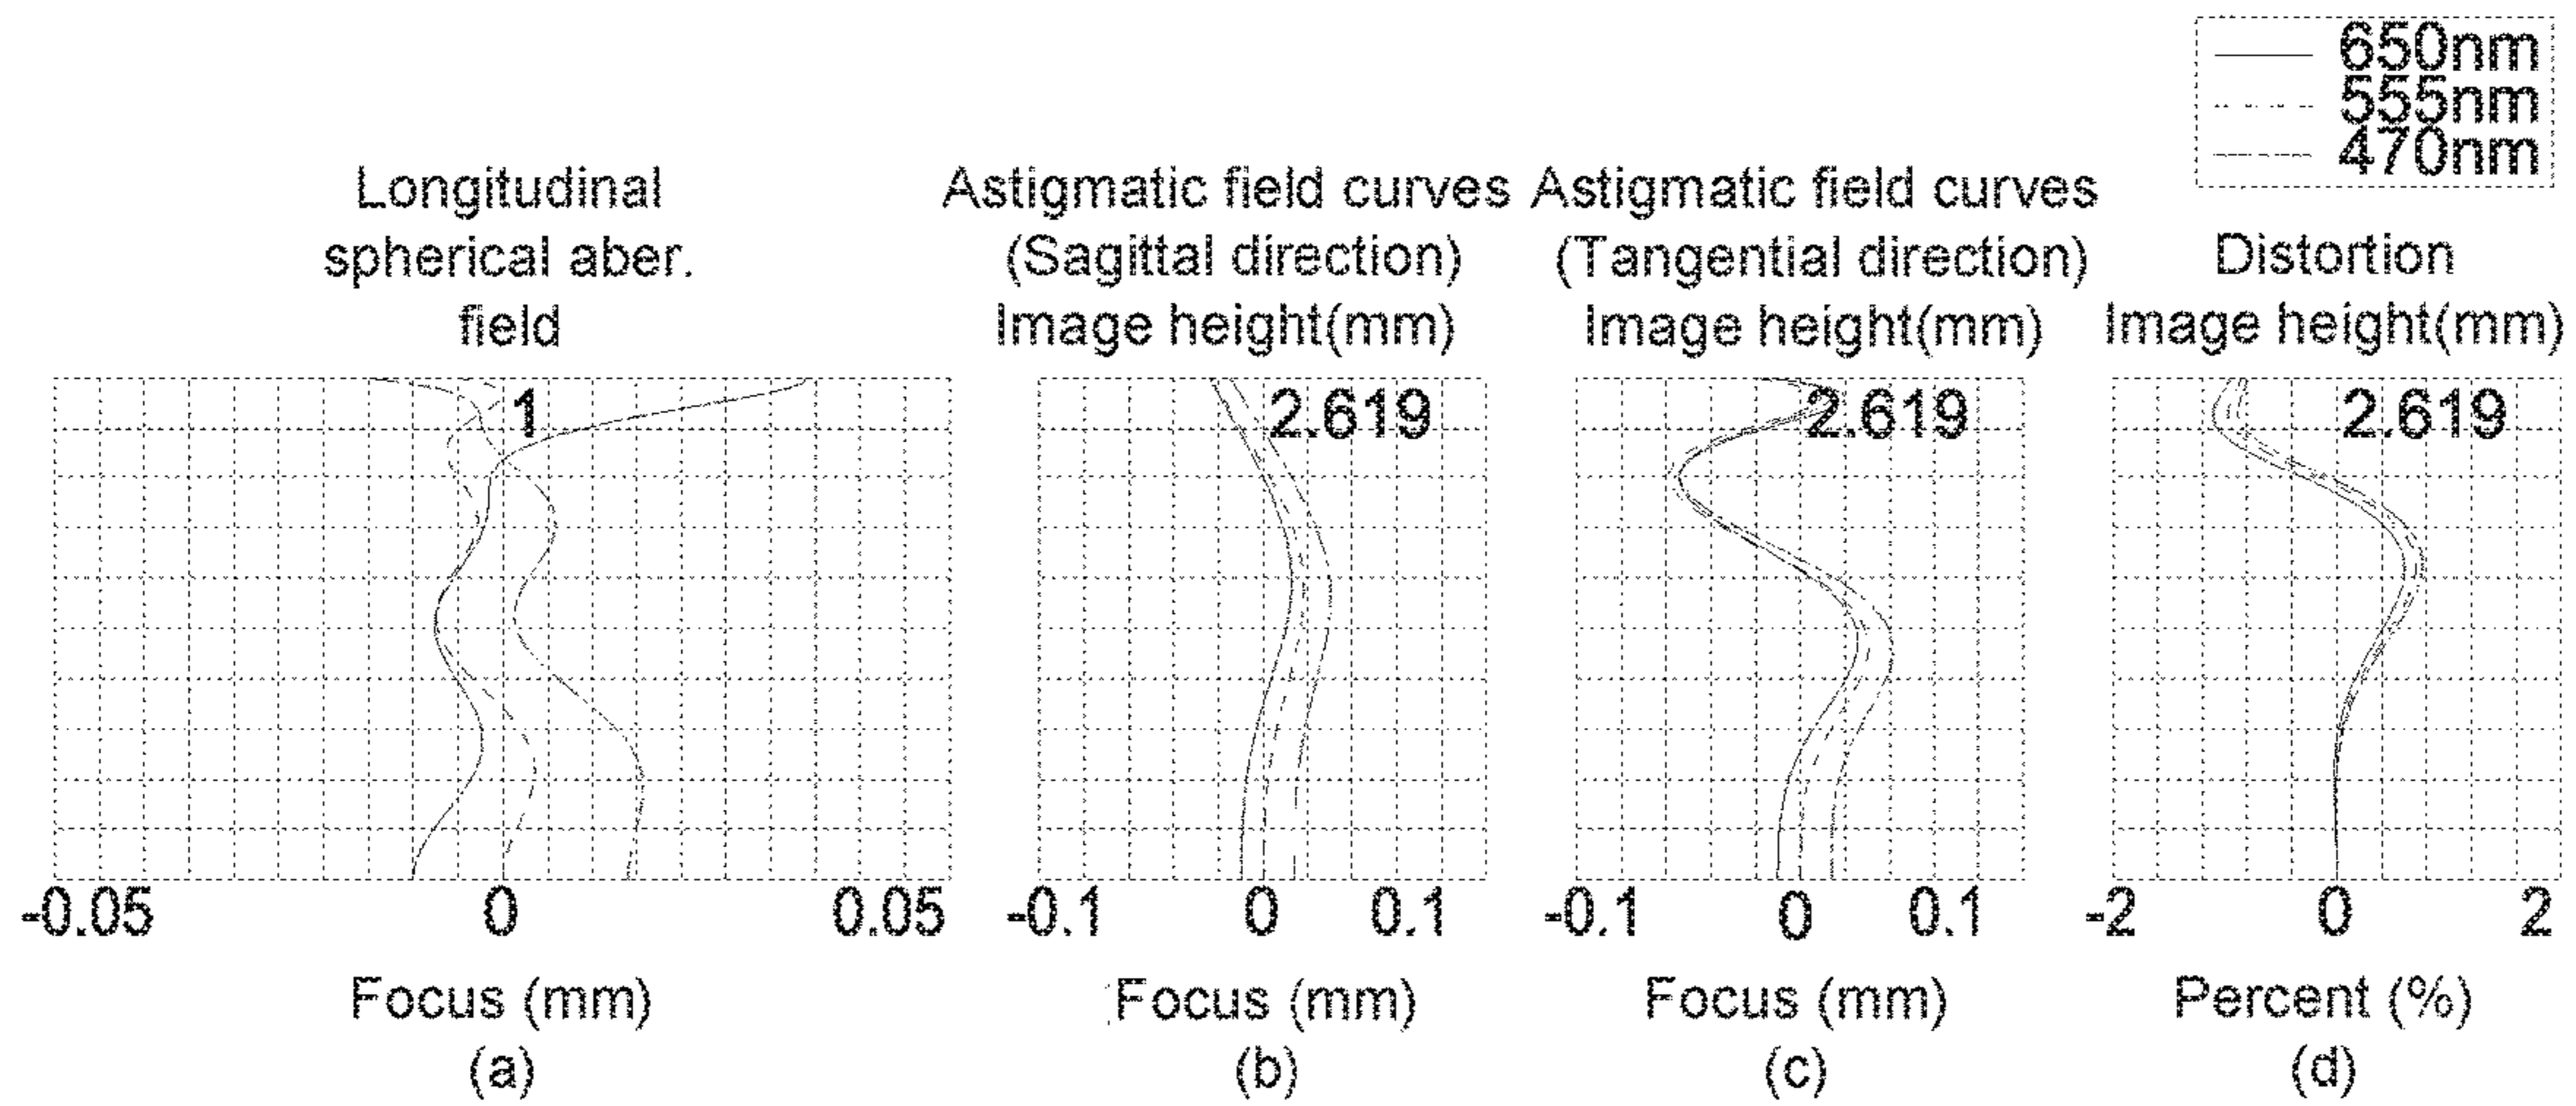 650nm
555nm
470nm
Longitudinal
spherical aber.
field
Astigmatic field curves
(Sagittal direction)
Image height(mm)
Astigmatic field curves
(Tangential direction)
Image height(mm)
Distortion
Image height(mm)
1
2.619
2.619
2.619
-0.05 0 0.05
-0.1 0 0.1
-0.1 0 0.1
-2 0 2
Focus (mm)
Focus (mm)
Focus (mm)
Percent (%)
(a)
(b)
(c)
(d)